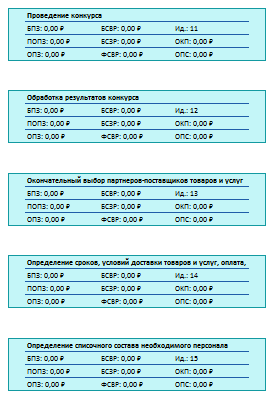 Проведение конкурса
БПЗ: 0,00 ₽ БСЗР: 0,00 ₽ Ид.: 11
ПОПЗ: 0,00 ₽ БСВР: 0,00 ₽ ОКП: 0,00 ₽
ОПЗ: 0,00 ₽ ФСВР: 0,00 ₽ ОПС: 0,00 ₽
Обработка результатов конкурса
БПЗ: 0,00 ₽ БСЗР: 0,00 ₽ Ид.: 12
ПОПЗ: 0,00 ₽ БСВР: 0,00 ₽ ОКП: 0,00 ₽
ОПЗ: 0,00 ₽ ФСВР: 0,00 ₽ ОПС: 0,00 ₽
Окончательный выбор партнеров-поставщиков товаров и услуг
БПЗ: 0,00 ₽ БСЗР: 0,00 ₽ Ид.: 13
ПОПЗ: 0,00 ₽ БСВР: 0,00 ₽ ОКП: 0,00 ₽
ОПЗ: 0,00 ₽ ФСВР: 0,00 ₽ ОПС: 0,00 ₽
Определение сроков, условий доставки товаров и услуг, оплата,
БПЗ: 0,00 ₽ БСЗР: 0,00 ₽ Ид.: 14
ПОПЗ: 0,00 ₽ БСВР: 0,00 ₽ ОКП: 0,00 ₽
ОПЗ: 0,00 ₽ ФСВР: 0,00 ₽ ОПС: 0,00 ₽
Определение списочного состава необходимого персонала
БПЗ: 0,00 ₽ БСЗР: 0,00 ₽ Ид.: 15
ПОПЗ: 0,00 ₽ БСВР: 0,00 ₽ ОКП: 0,00 ₽
ОПЗ: 0,00 ₽ ФСВР: 0,00 ₽ ОПС: 0,00 ₽